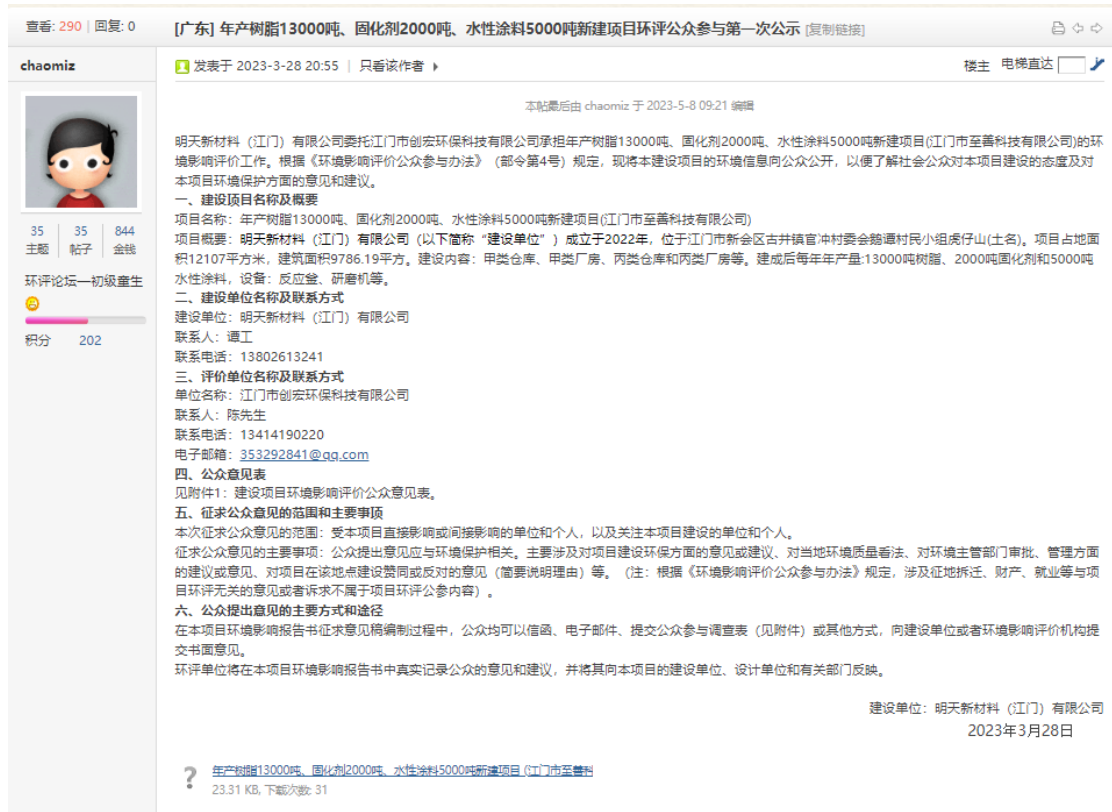 查看: 290 | 回复: 0
[广东] 年产树脂13000吨、固化剂2000吨、水性涂料5000吨新建项目环评公众参与第一次公示 [复制链接]
chaomiz
发表于 2023-3-28 20:55 | 只看该作者
楼主 电梯直达
本帖最后由 chaomiz 于 2023-5-8 09:21 编辑
明天新材料（江门）有限公司委托江门市创宏环保科技有限公司承担年产树脂13000吨、固化剂2000吨、水性涂料5000吨新建项目(江门市至善科技有限公司)的环
境影响评价工作。根据《环境影响评价公众参与办法》（部令第4号）规定，现将本建设项目的环境信息向公众公开，以便了解社会公众对本项目建设的态度及对
本项目环境保护方面的意见和建议。
一、建设项目名称及概要
项目名称：年产树脂13000吨、固化剂2000吨、水性涂料5000吨新建项目(江门市至善科技有限公司)
项目概要：明天新材料（江门）有限公司（以下简称“建设单位”）成立于2022年，位于江门市新会区古井镇官冲村委会鹅谭村民小组虎仔山(土名)。项目占地面
积12107平方米，建筑面积9786.19平方。建设内容：甲类仓库、甲类厂房、丙类仓库和丙类厂房等。建成后每年年产量:13000吨树脂、2000吨固化剂和5000吨
水性涂料，设备：反应釜、研磨机等。
二、建设单位名称及联系方式
建设单位：明天新材料（江门）有限公司
联系人：谭工
联系电话：13802613241
三、评价单位名称及联系方式
单位名称：江门市创宏环保科技有限公司
联系人：陈先生
联系电话：13414190220
电子邮箱：353292841@qq.com
四、公众意见表
见附件1：建设项目环境影响评价公众意见表。
五、征求公众意见的范围和主要事项
本次征求公众意见的范围：受本项目直接影响或间接影响的单位和个人，以及关注本项目建设的单位和个人。
征求公众意见的主要事项：公众提出意见应与环境保护相关。主要涉及对项目建设环保方面的意见或建议、对当地环境质量看法、对环境主管部门审批、管理方面
的建议或意见、对项目在该地点建设赞同或反对的意见（简要说明理由）等。（注：根据《环境影响评价公众参与办法》规定，涉及征地拆迁、财产、就业等与项
目环评无关的意见或者诉求不属于项目环评公参内容）。
六、公众提出意见的主要方式和途径
在本项目环境影响报告书征求意见稿编制过程中，公众均可以信函、电子邮件、提交公众参与调查表（见附件）或其他方式，向建设单位或者环境影响评价机构提
交书面意见。
环评单位将在本项目环境影响报告书中真实记录公众的意见和建议，并将其向本项目的建设单位、设计单位和有关部门反映。
建设单位：明天新材料（江门）有限公司
2023年3月28日
年产树脂13000吨、固化剂2000吨、水性涂料5000吨新建项目 (江门市至善科
23.31 KB, 下载次数: 31
35 35 844
主题 帖子 金钱
环评论坛—初级童生
积分 202